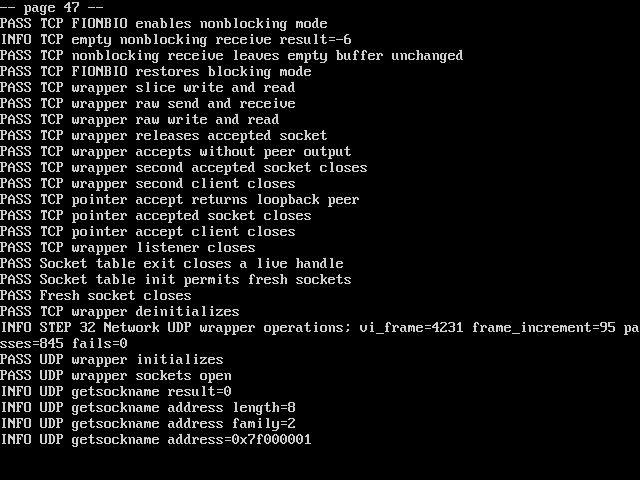 -- page 47 --
PASS TCP FIONBIO enables nonblocking mode
INFO TCP empty nonblocking receive result=-6
PASS TCP nonblocking receive leaves empty buffer unchanged
PASS TCP FIONBIO restores blocking mode
PASS TCP wrapper slice write and read
PASS TCP wrapper raw send and receive
PASS TCP wrapper raw write and read
PASS TCP wrapper releases accepted socket
PASS TCP wrapper accepts without peer output
PASS TCP wrapper second accepted socket closes
PASS TCP wrapper second client closes
PASS TCP pointer accept returns loopback peer
PASS TCP pointer accepted socket closes
PASS TCP pointer accept client closes
PASS TCP wrapper listener closes
PASS Socket table exit closes a live handle
PASS Socket table init permits fresh sockets
PASS Fresh socket closes
PASS TCP wrapper deinitializes
INFO STEP 32 Network UDP wrapper operations; vi_frame=4231 frame_increment=95 pa
sses=845 fails=0
PASS UDP wrapper initializes
PASS UDP wrapper sockets open
INFO UDP getsockname result=0
INFO UDP getsockname address length=8
INFO UDP getsockname address family=2
INFO UDP getsockname address=0x7f000001